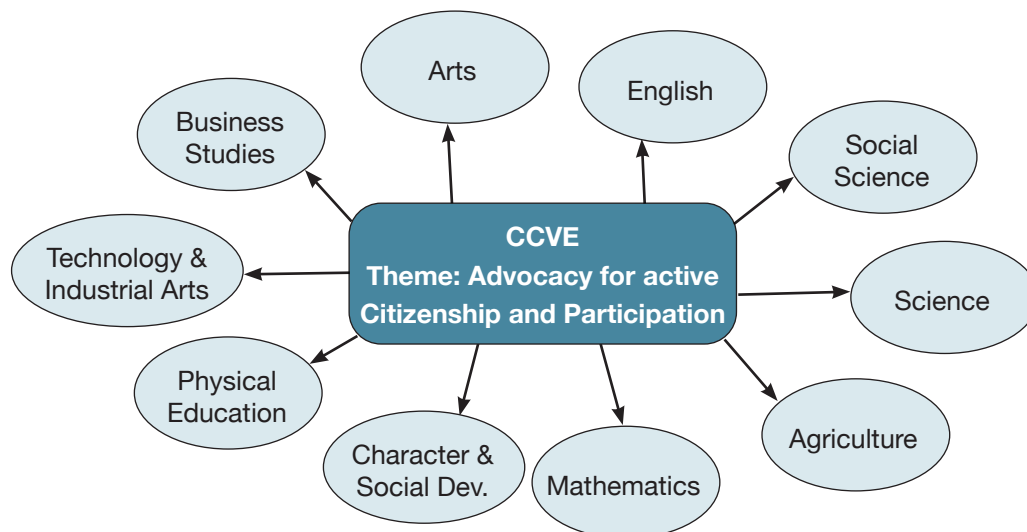 Arts
English
Business
Studies
Social
Science
CCVE
Theme: Advocacy for active
Citizenship and Participation
Technology &
Industrial Arts
Science
Physical
Education
Agriculture
Character &
Social Dev.
Mathematics